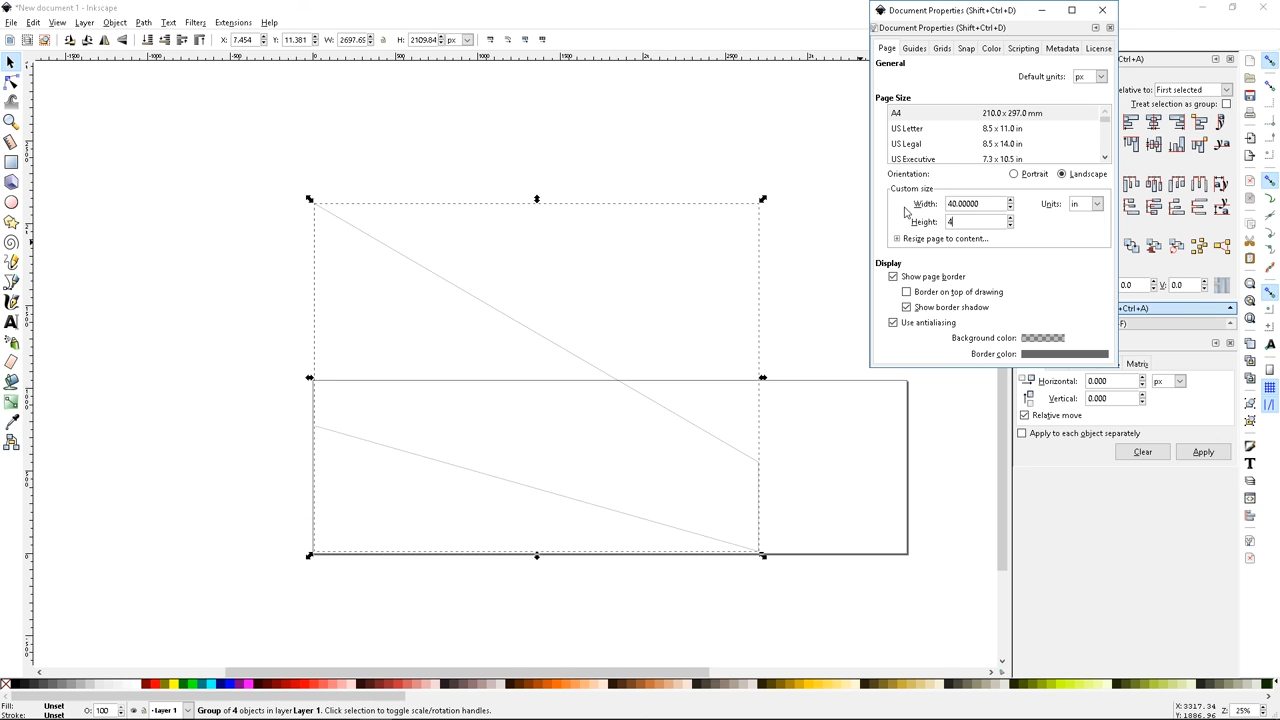 *New document 1 - Inkscape
File Edit View Layer Object Path Text Filters Extensions Help
X: 7.454 Y: 11.381 W: 2697.65 H: 2109.84 px
Document Properties (Shift+Ctrl+D)
Document Properties (Shift+Ctrl+D)
Page Guides Grids Snap Color Scripting Metadata License
General
Default units: px
Page Size
A4 210.0 x 297.0 mm
US Letter 8.5 x 11.0 in
US Legal 8.5 x 14.0 in
US Executive 7.3 x 10.5 in
Orientation: Portrait Landscape
Custom size
Width: 40.00000 Units: in
Height: 4
Resize page to content...
Display
Show page border
Border on top of drawing
Show border shadow
Use antialiasing
Background color:
Border color:
Ctrl+A)
elative to: First selected
Treat selection as group:
0.0 V: 0.0
+Ctrl+A)
F)
Matrix
Horizontal: 0.000 px
Vertical: 0.000
Relative move
Apply to each object separately
Clear Apply
Fill: Unset
Stroke: Unset
O: 100
Layer 1
Group of 4 objects in layer Layer 1. Click selection to toggle scale/rotation handles.
X: 3317.34
Y: 1886.96
Z: 25%